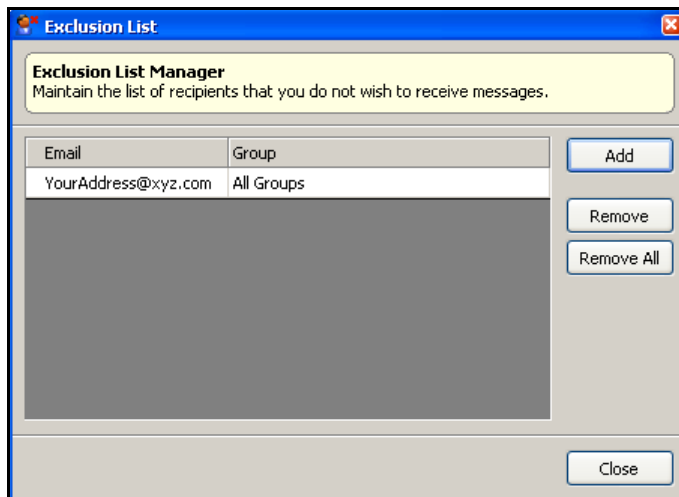 Exclusion List
Exclusion List Manager
Maintain the list of recipients that you do not wish to receive messages.
Email Group
YourAddress@xyz.com All Groups
Add
Remove
Remove All
Close